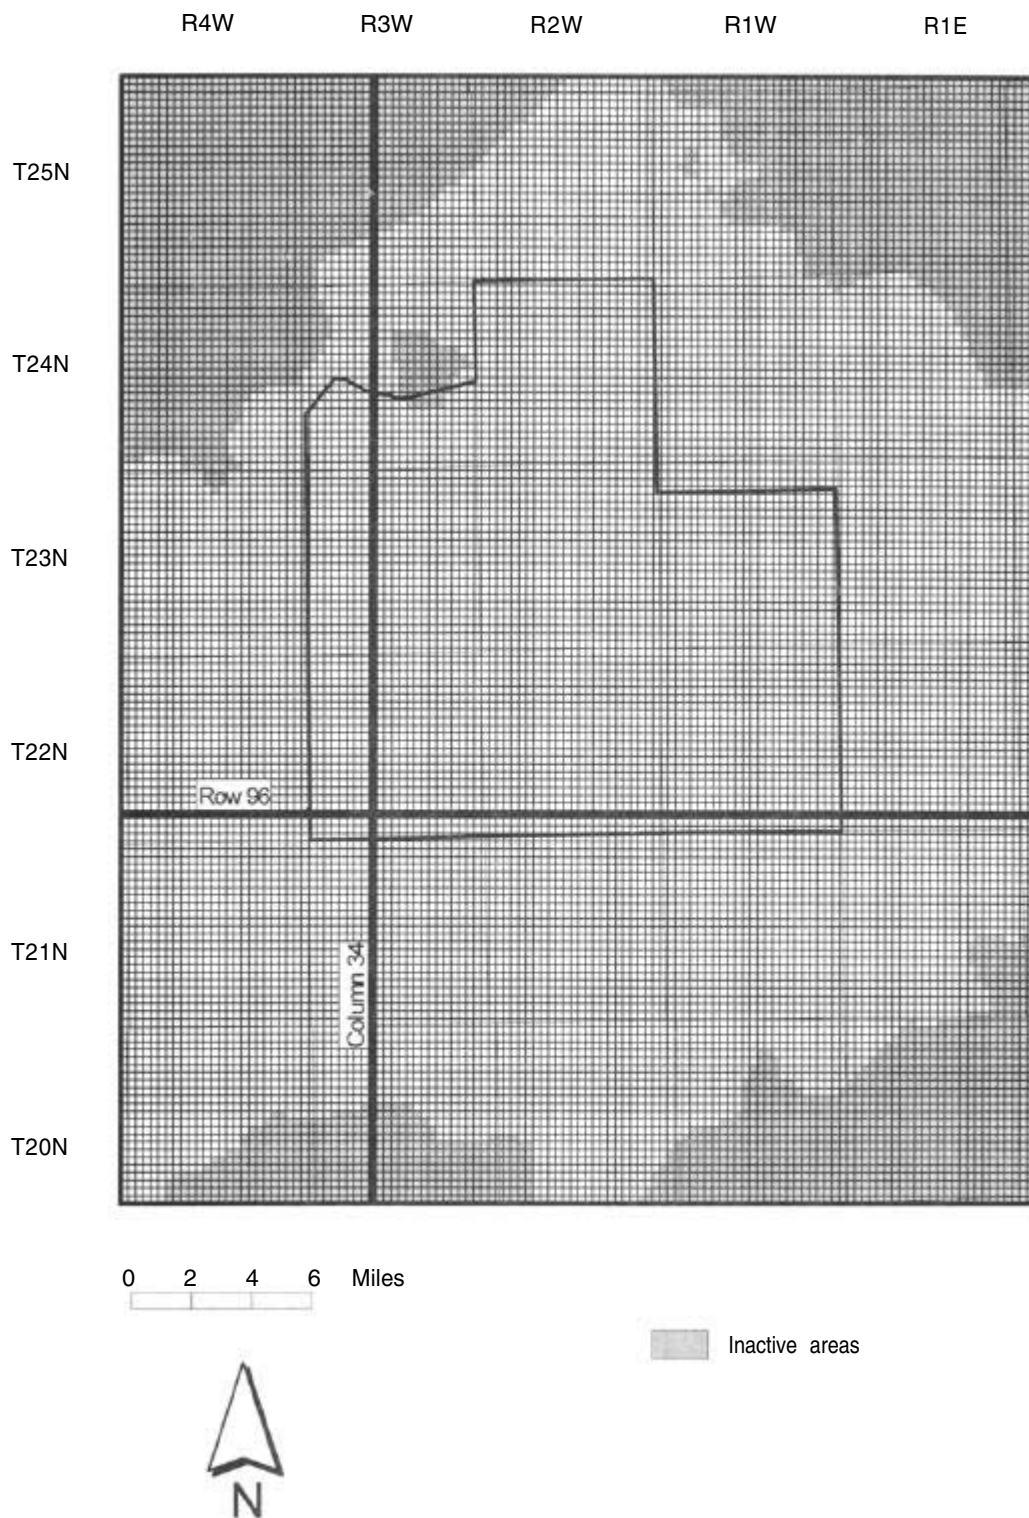 R4W R3W R2W R1W R1E
T25N
T24N
T23N
T22N
Row 96
T21N
Column 34
T20N
0 2 4 6 Miles
Inactive areas
N